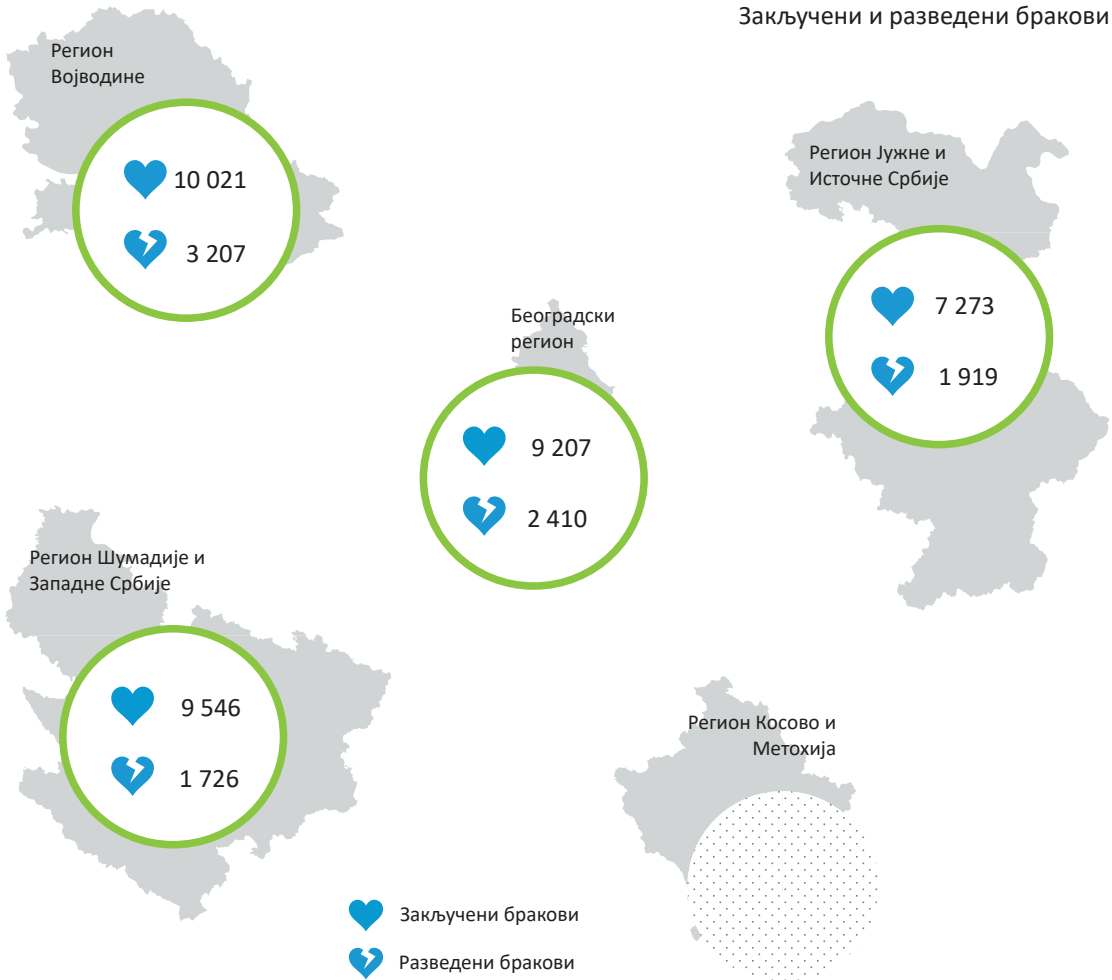 Закључени и разведени бракови
Регион
Војводине
10 021
3 207
Регион Јужне и
Источне Србије
7 273
1 919
Београдски
регион
9 207
2 410
Регион Шумадије и
Западне Србије
9 546
1 726
Регион Косово и
Метохија
Закључени бракови
Разведени бракови